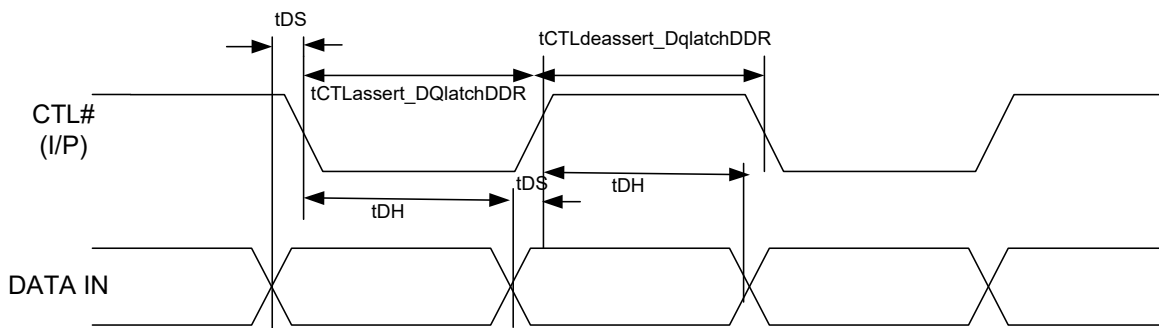 tDS
tCTLdeassert_DqlatchDDR
tCTLassert_DQlatchDDR
CTL#
(I/P)
tDS
tDH
tDH
DATA IN